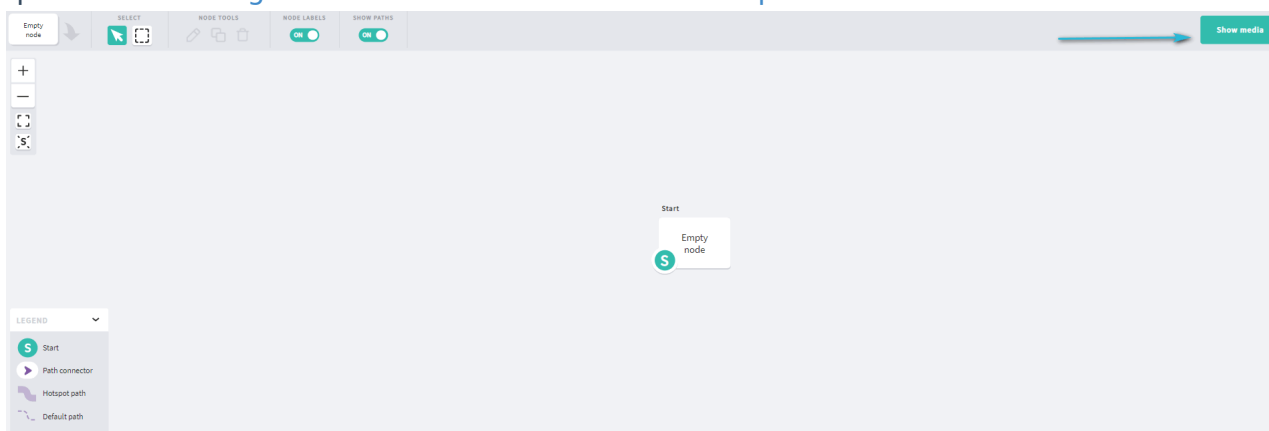 Empty
node
SELECT
NODE TOOLS
NODE LABELS
ON
SHOW PATHS
ON
Show media
S
Start
Empty
node
S
LEGEND
S Start
Path connector
Hotspot path
Default path